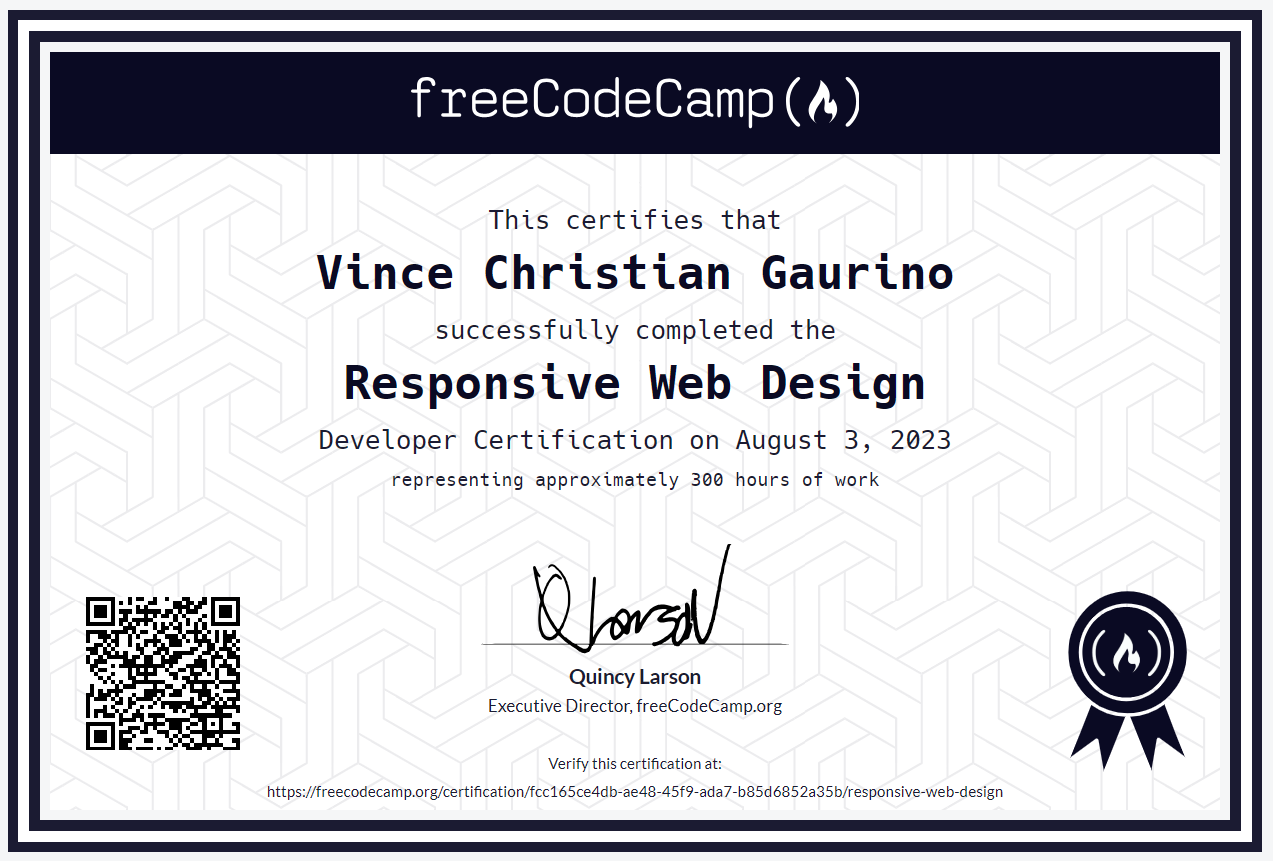 freeCodeCamp
This certifies that
Vince Christian Gaurino
successfully completed the
Responsive Web Design
Developer Certification on August 3, 2023
representing approximately 300 hours of work
Quincy Larson
Executive Director, freeCodeCamp.org
Verify this certification at:
https://freecodecamp.org/certification/fcc165ce4db-ae48-45f9-ada7-b85d6852a35b/responsive-web-design